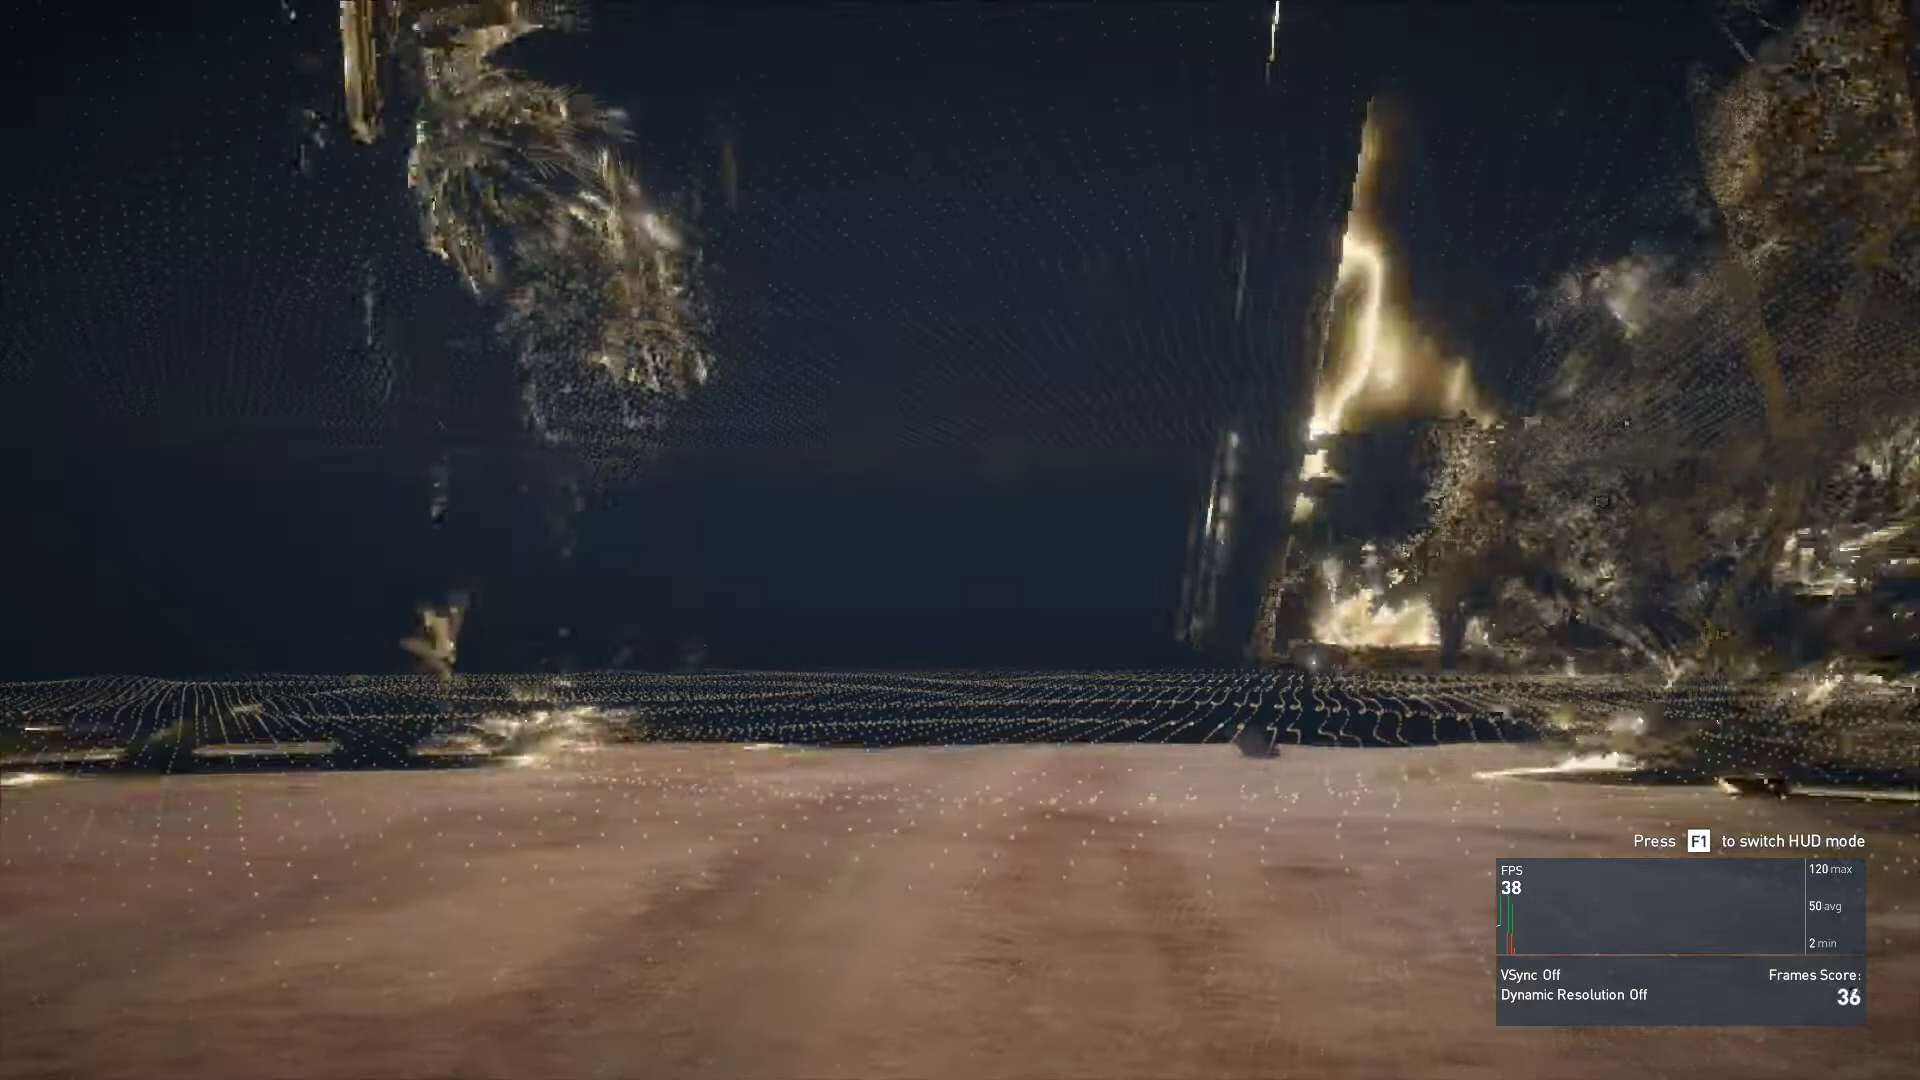 Press F1 to switch HUD mode
FPS
38
120 max
50 avg
2 min
VSync Off
Dynamic Resolution Off
Frames Score:
36